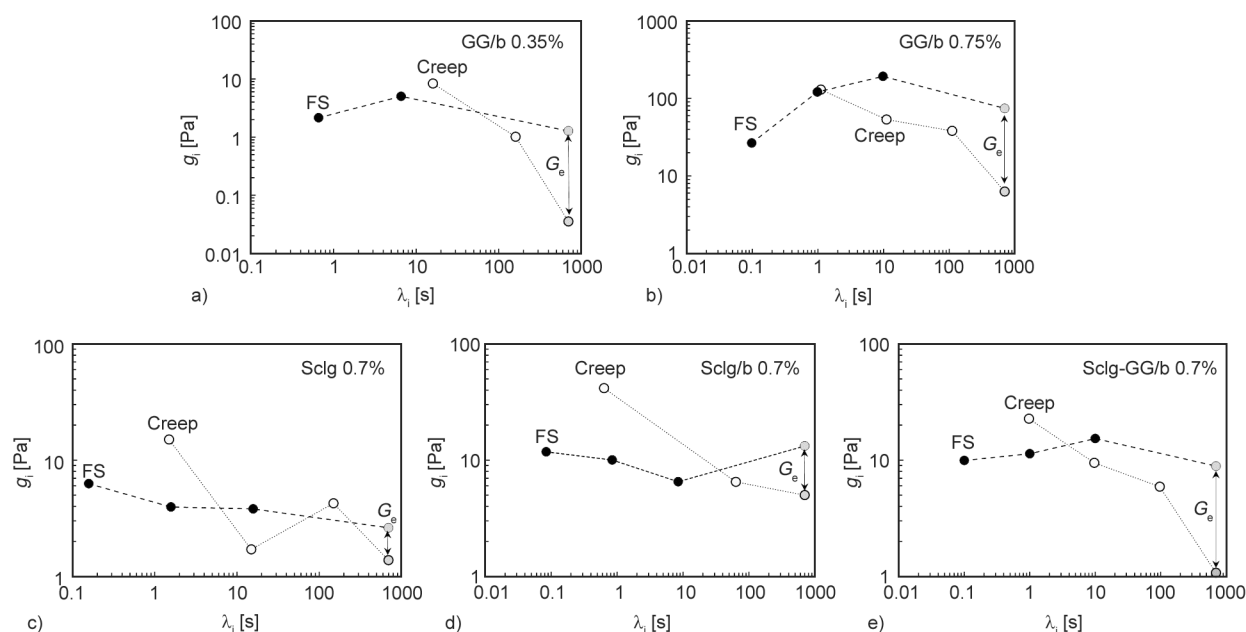 100
GG/b 0.35%
Creep
10
FS
g_i [Pa]
1
G_e
0.1
0.01
0.1 1 10 100 1000
a) λ_i [s]
1000
GG/b 0.75%
100
g_i [Pa]
FS
Creep
G_e
10
1
0.01 0.1 1 10 100 1000
b) λ_i [s]
100
Sclg 0.7%
Creep
g_i [Pa]
10
FS
G_e
1
0.1 1 10 100 1000
c) λ_i [s]
100
Sclg/b 0.7%
Creep
g_i [Pa]
FS
10
G_e
1
0.01 0.1 1 10 100 1000
d) λ_i [s]
100
Sclg-GG/b 0.7%
Creep
g_i [Pa]
FS
10
G_e
1
0.01 0.1 1 10 100 1000
e) λ_i [s]